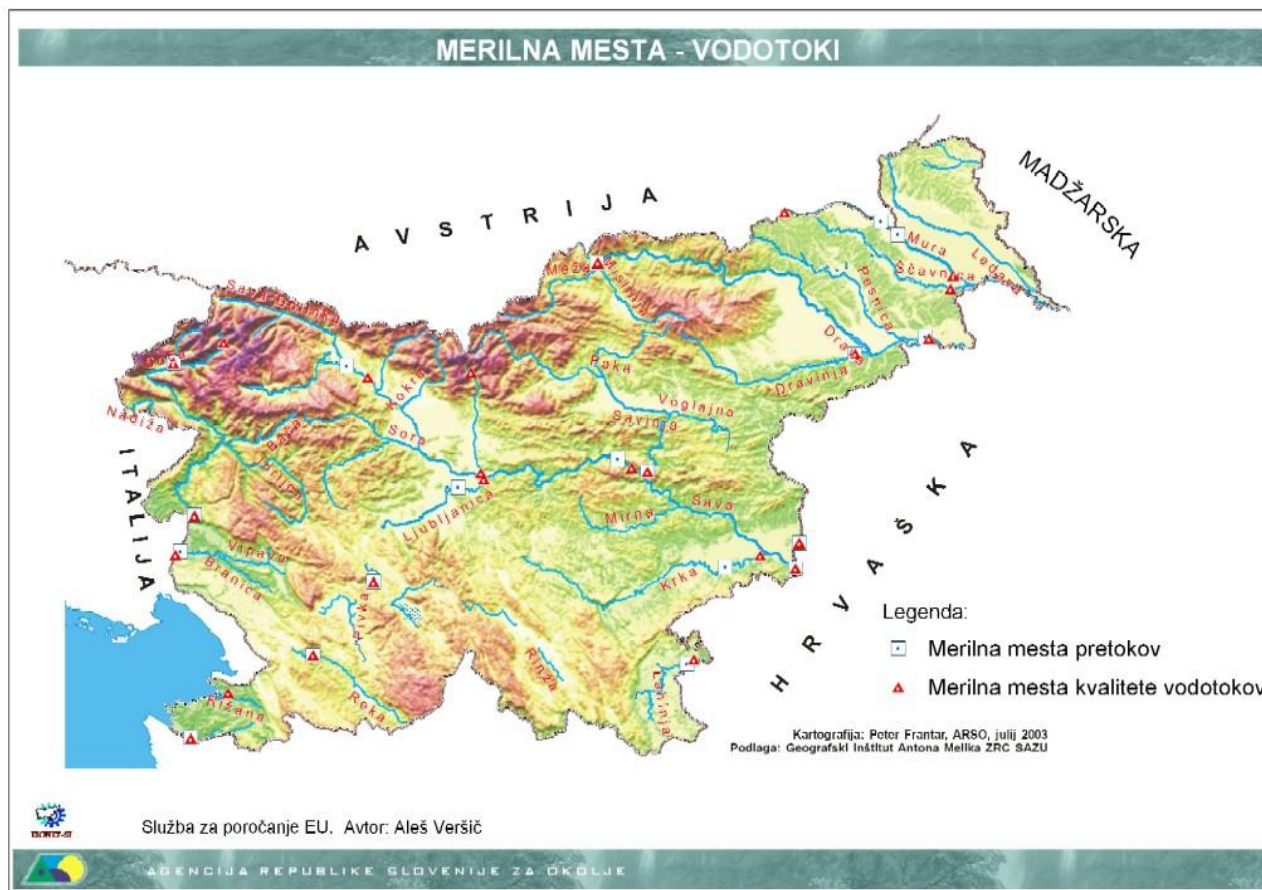 MERILNA MESTA - VODOTOKI
AVSTRIJA
MADŽARSKA
Mura
Ledava
Ščavnica
Meža
Mislinja
Pesnica
Sava Dolinka
Drava
Soča
Paka
Dravinja
Kokra
Voglajna
Nadiža
Savinja
Sora
Bača
ITALIJA
Idrijca
HRVAŠKA
Sava
Ljubljanica
Mirna
Vipava
Branica
Krka
Pivka
Legenda:
Merilna mesta pretokov
Rinža
Merilna mesta kvalitete vodotokov
Rižana
Reka
Lahinja
Kartografija: Peter Frantar, ARSO, julij 2003
Podlaga: Geografski Inštitut Antona Melika ZRC SAZU
Služba za poročanje EU. Avtor: Aleš Veršič
AGENCIJA REPUBLIKE SLOVENIJE ZA OKOLJE